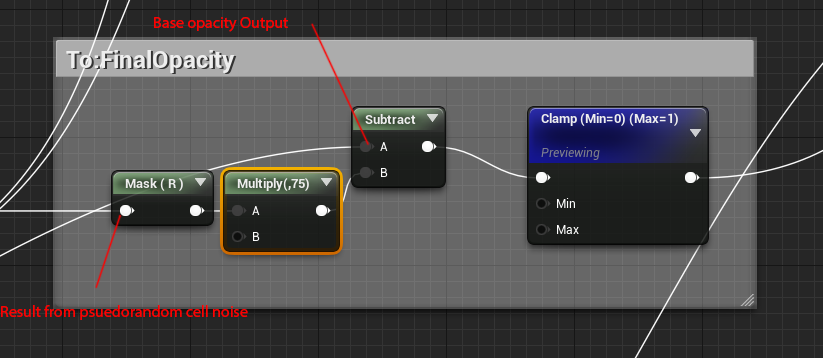 Base opacity Output
To:FinalOpacity
Subtract
A
B
Clamp (Min=0) (Max=1)
Previewing
Min
Max
Mask ( R )
Multiply(,75)
A
B
Result from psuedorandom cell noise